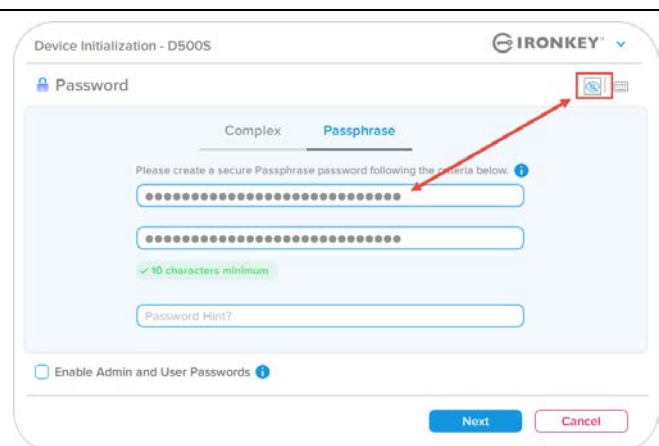 Device Initialization - D500S
IRONKEY™
Password
Complex Passphrase
Please create a secure Passphrase password following the criteria below.
●●●●●●●●●●●●●●●●●●●●●●●●●●●●
●●●●●●●●●●●●●●●●●●●●●●●●●●●●
✓ 10 characters minimum
Password Hint?
Enable Admin and User Passwords
Next Cancel